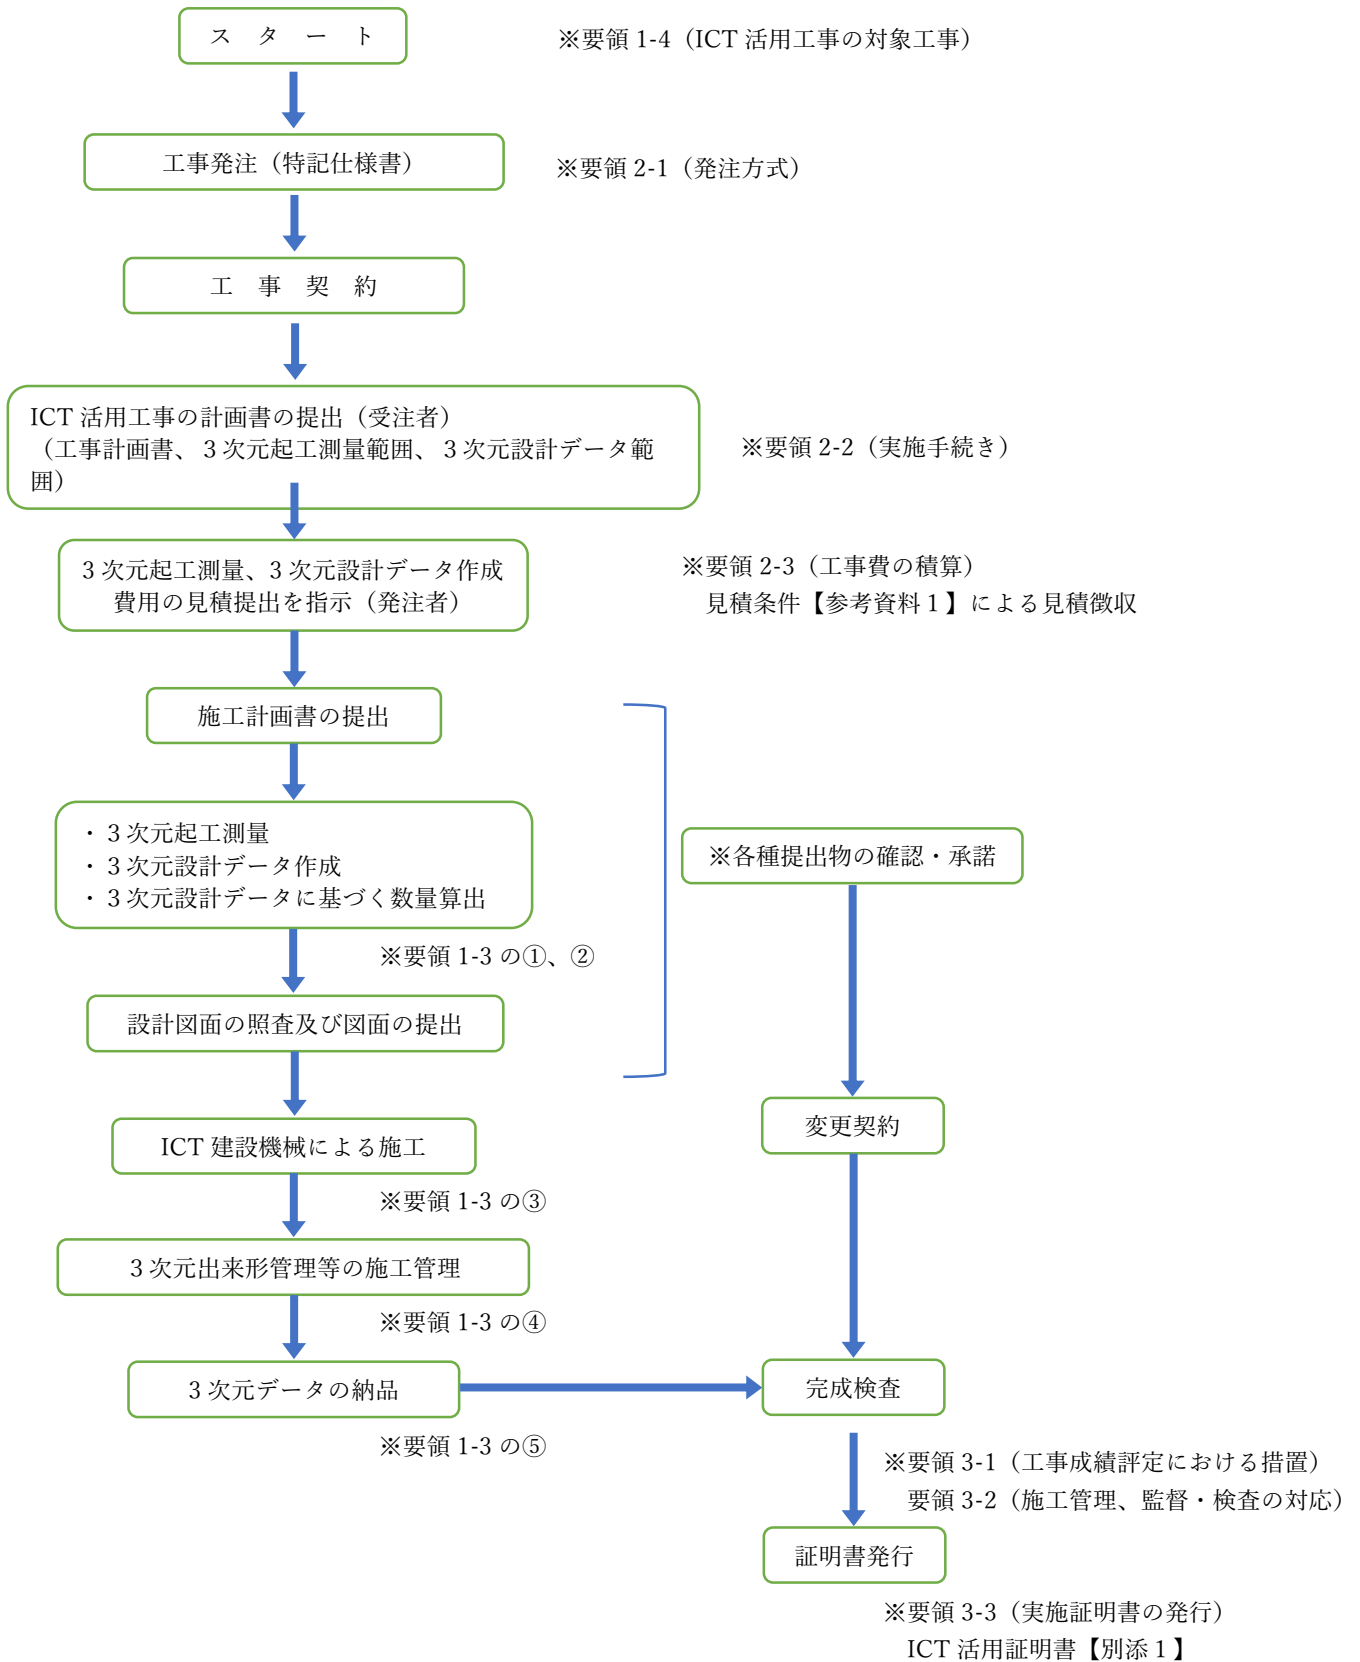 ス　タ　ー　ト
※要領 1-4（ICT 活用工事の対象工事）
工事発注（特記仕様書）
※要領 2-1（発注方式）
工　事　契　約
ICT 活用工事の計画書の提出（受注者）
（工事計画書、３次元起工測量範囲、３次元設計データ範
囲）
※要領 2-2（実施手続き）
３次元起工測量、３次元設計データ作成
費用の見積提出を指示（発注者）
※要領 2-3（工事費の積算）
見積条件【参考資料１】による見積徴収
施工計画書の提出
・３次元起工測量
・３次元設計データ作成
・３次元設計データに基づく数量算出
※各種提出物の確認・承諾
※要領 1-3 の①、②
設計図面の照査及び図面の提出
変更契約
ICT 建設機械による施工
※要領 1-3 の③
３次元出来形管理等の施工管理
※要領 1-3 の④
３次元データの納品
完成検査
※要領 1-3 の⑤
※要領 3-1（工事成績評定における措置）
要領 3-2（施工管理、監督・検査の対応）
証明書発行
※要領 3-3（実施証明書の発行）
ICT 活用証明書【別添１】